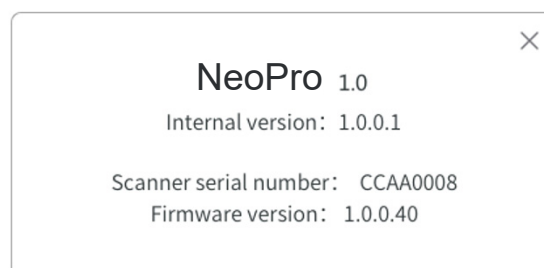 NeoPro 1.0
Internal version： 1.0.0.1
Scanner serial number： CCAA0008
Firmware version： 1.0.0.40